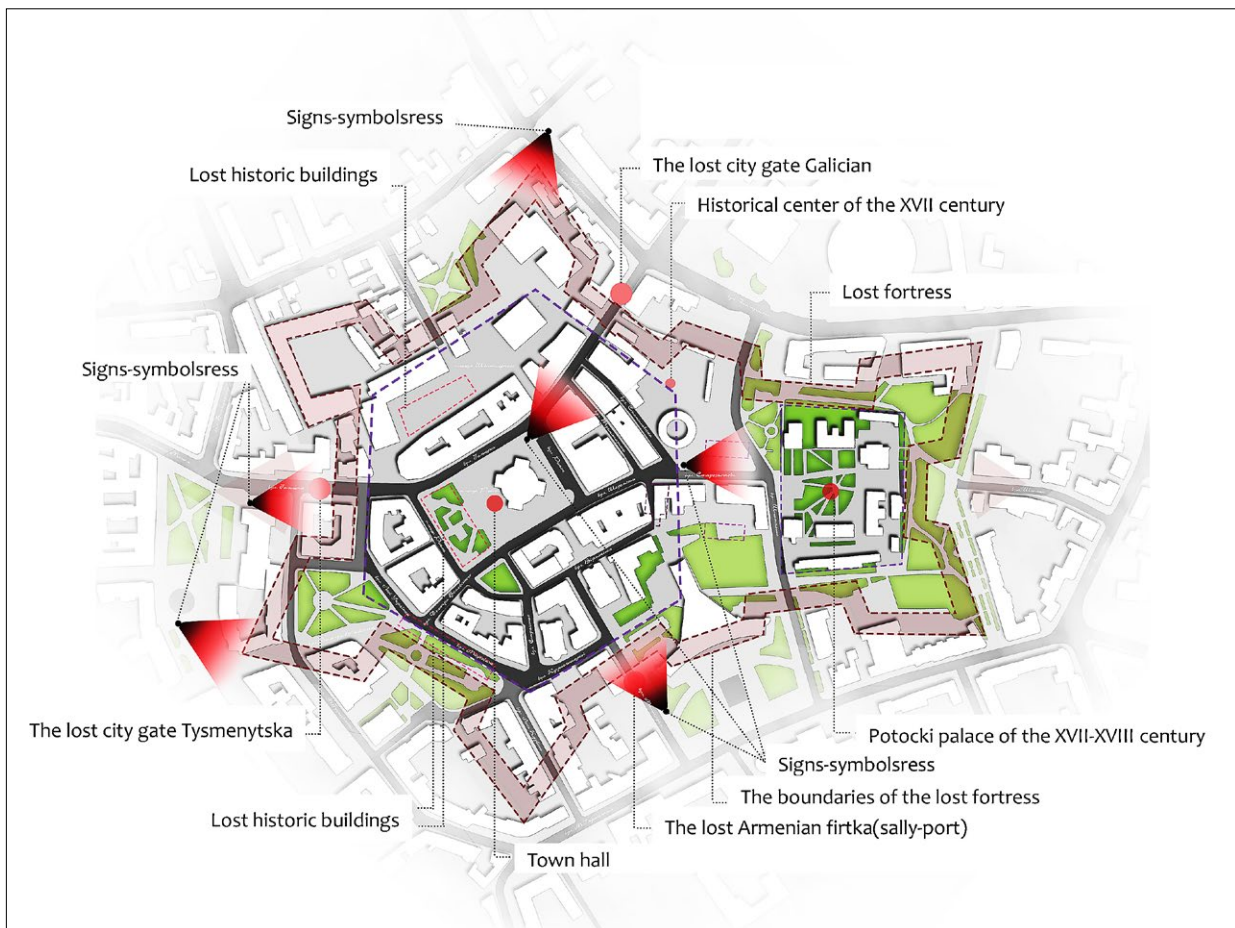 Signs-symbolsress
The lost city gate Galician
Lost historic buildings
Historical center of the XVII century
Lost fortress
Signs-symbolsress
The lost city gate Tysmenytska
Potocki palace of the XVII-XVIII century
Signs-symbolsress
The boundaries of the lost fortress
Lost historic buildings
The lost Armenian firtka(sally-port)
Town hall